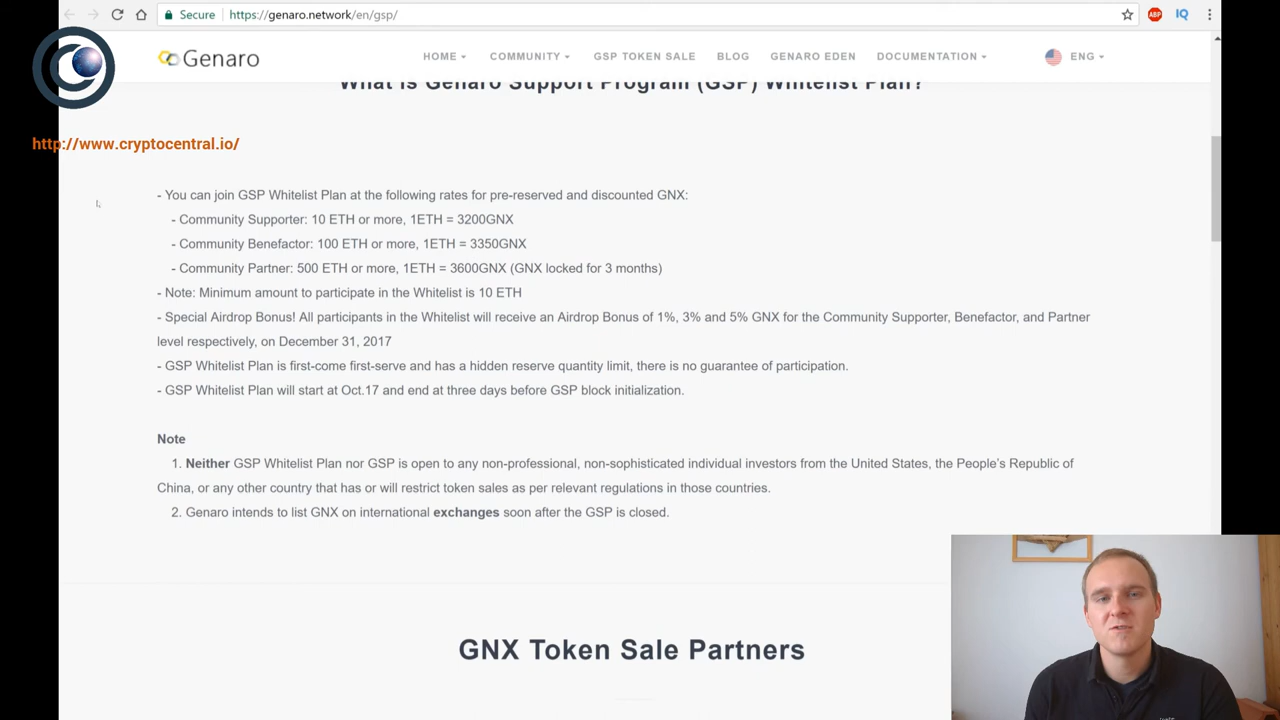 Secure https://genaro.network/en/gsp/
ABP IQ
Genaro HOME COMMUNITY GSP TOKEN SALE BLOG GENARO EDEN DOCUMENTATION ENG
What is Genaro Support Program (GSP) Whitelist Plan?
http://www.cryptocentral.io/
- You can join GSP Whitelist Plan at the following rates for pre-reserved and discounted GNX:
- Community Supporter: 10 ETH or more, 1ETH = 3200GNX
- Community Benefactor: 100 ETH or more, 1ETH = 3350GNX
- Community Partner: 500 ETH or more, 1ETH = 3600GNX (GNX locked for 3 months)
- Note: Minimum amount to participate in the Whitelist is 10 ETH
- Special Airdrop Bonus! All participants in the Whitelist will receive an Airdrop Bonus of 1%, 3% and 5% GNX for the Community Supporter, Benefactor, and Partner
level respectively, on December 31, 2017
- GSP Whitelist Plan is first-come first-serve and has a hidden reserve quantity limit, there is no guarantee of participation.
- GSP Whitelist Plan will start at Oct.17 and end at three days before GSP block initialization.
Note
1. Neither GSP Whitelist Plan nor GSP is open to any non-professional, non-sophisticated individual investors from the United States, the People's Republic of
China, or any other country that has or will restrict token sales as per relevant regulations in those countries.
2. Genaro intends to list GNX on international exchanges soon after the GSP is closed.
GNX Token Sale Partners